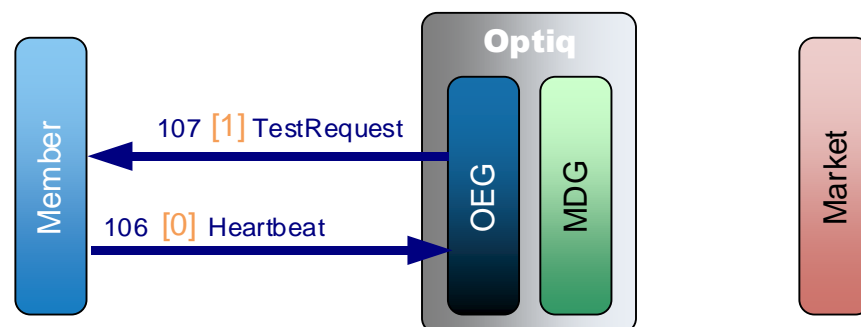 Optiq
107 [1] TestRequest
106 [0] Heartbeat
Member
OEG
MDG
Market